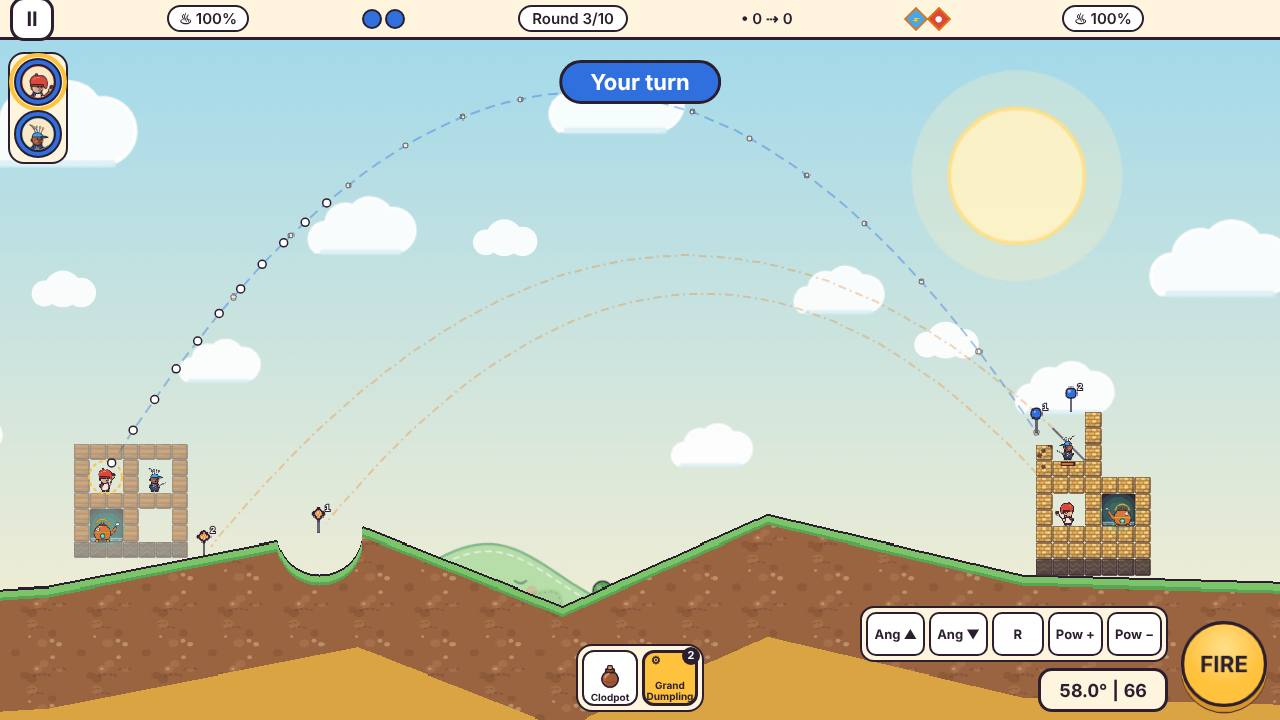 100%
Round 3/10
• 0 ⇢ 0
100%
Your turn
2
1
2
1
Ang ▲
Ang ▼
R
Pow +
Pow −
Clodpot
2
Grand
Dumpling
58.0° | 66
FIRE